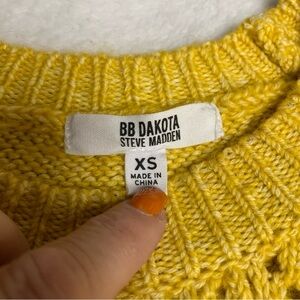 BB DAKOTA
STEVE MADDEN
XS
MADE IN
CHINA